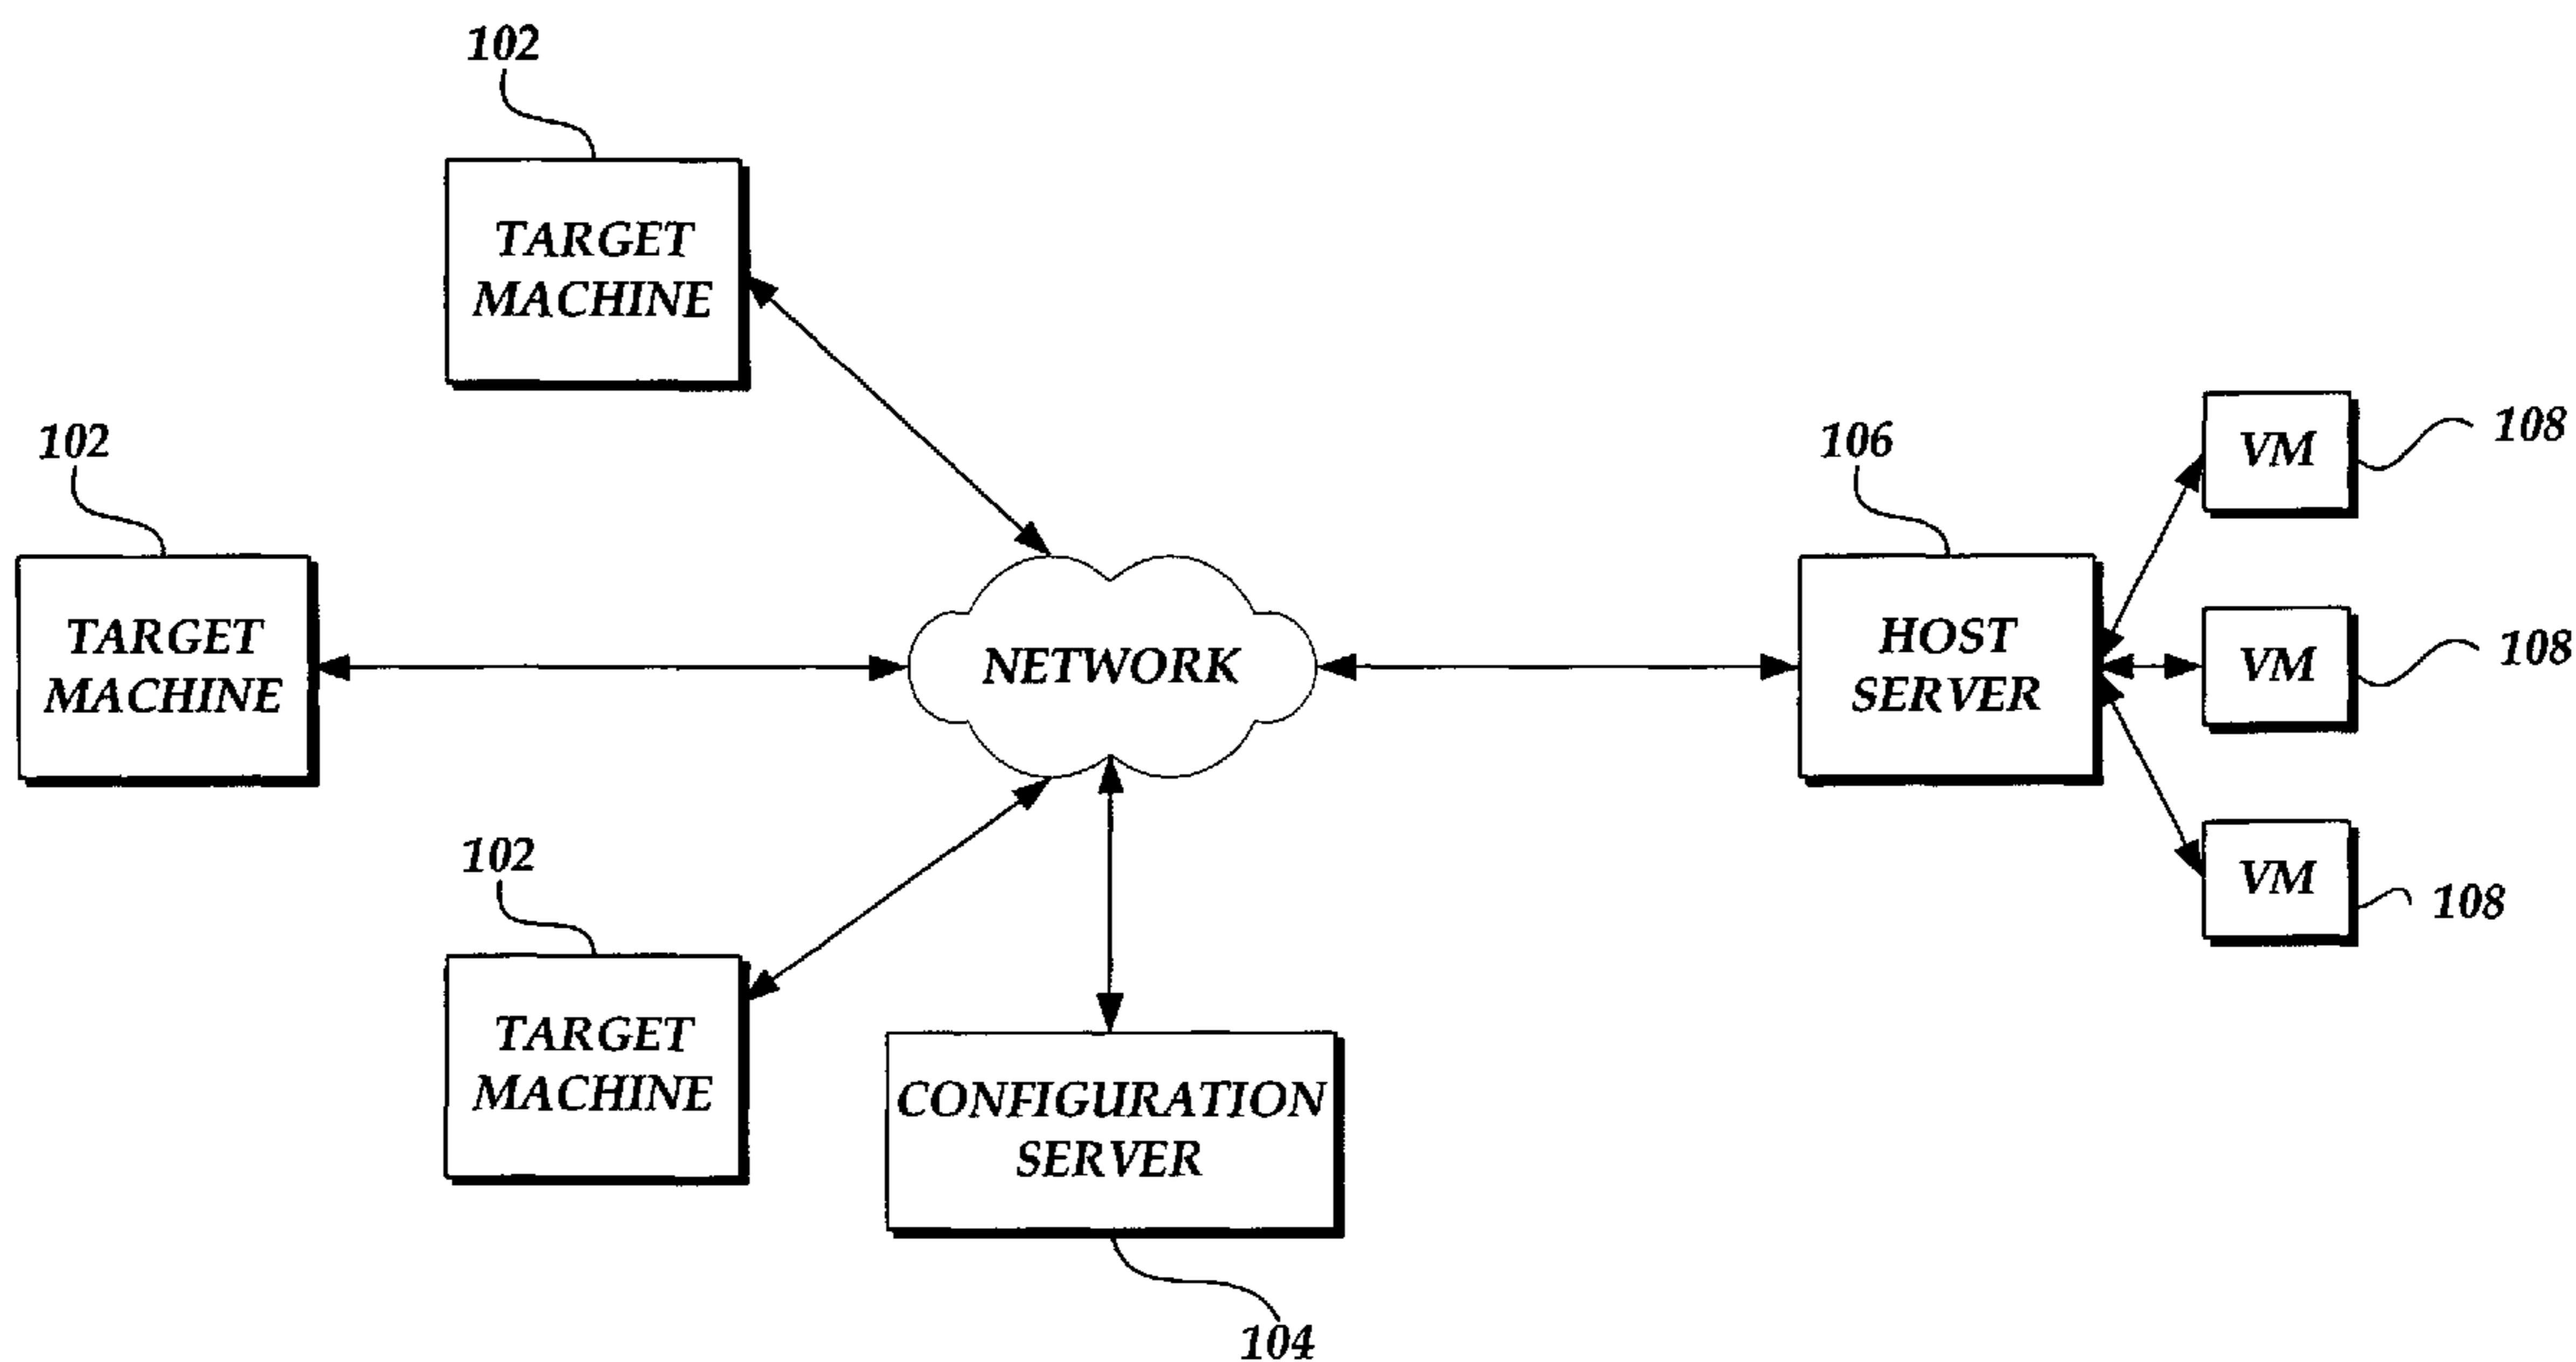 102
TARGET
MACHINE
102
TARGET
MACHINE
102
TARGET
MACHINE
NETWORK
CONFIGURATION
SERVER
104
106
HOST
SERVER
VM
108
VM
108
VM
108